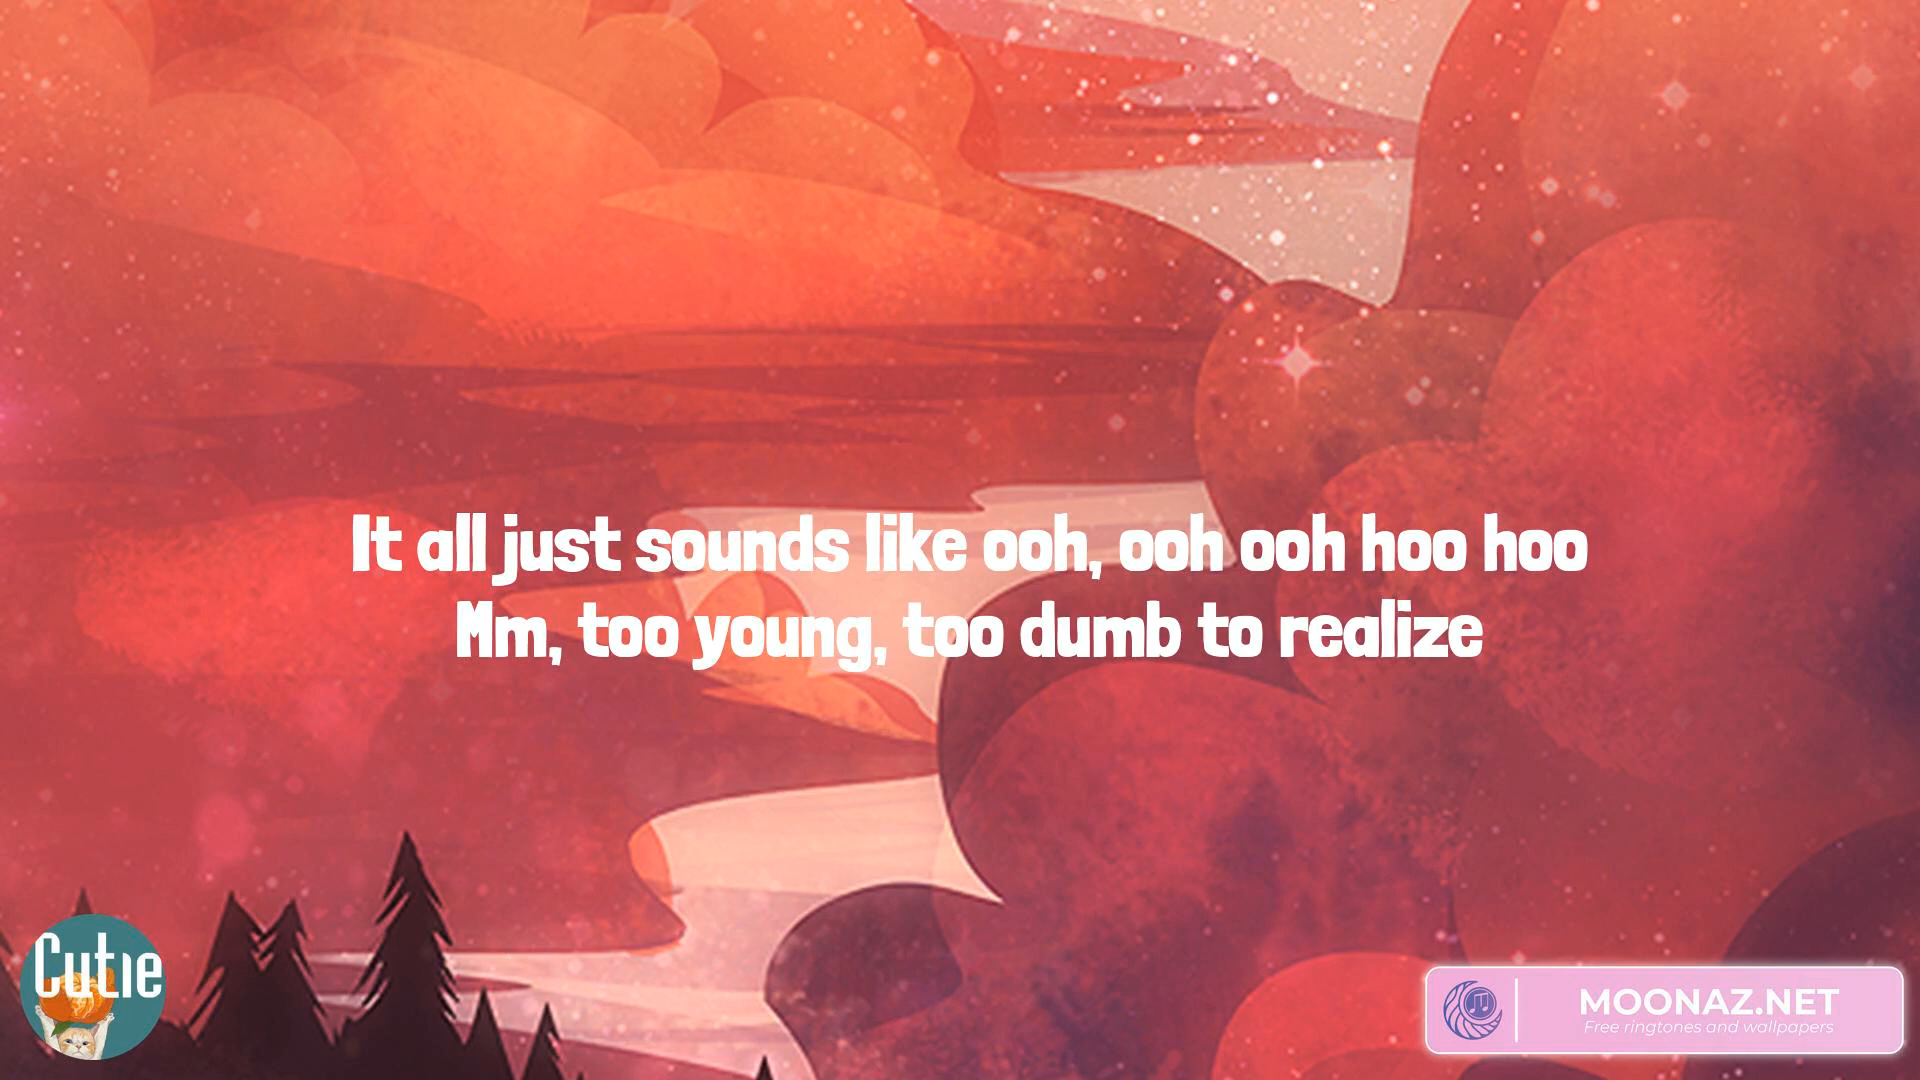 It all just sounds like ooh, ooh ooh hoo hoo
Mm, too young, too dumb to realize
Cutie
MOONAZ.NET
Free ringtones and wallpapers